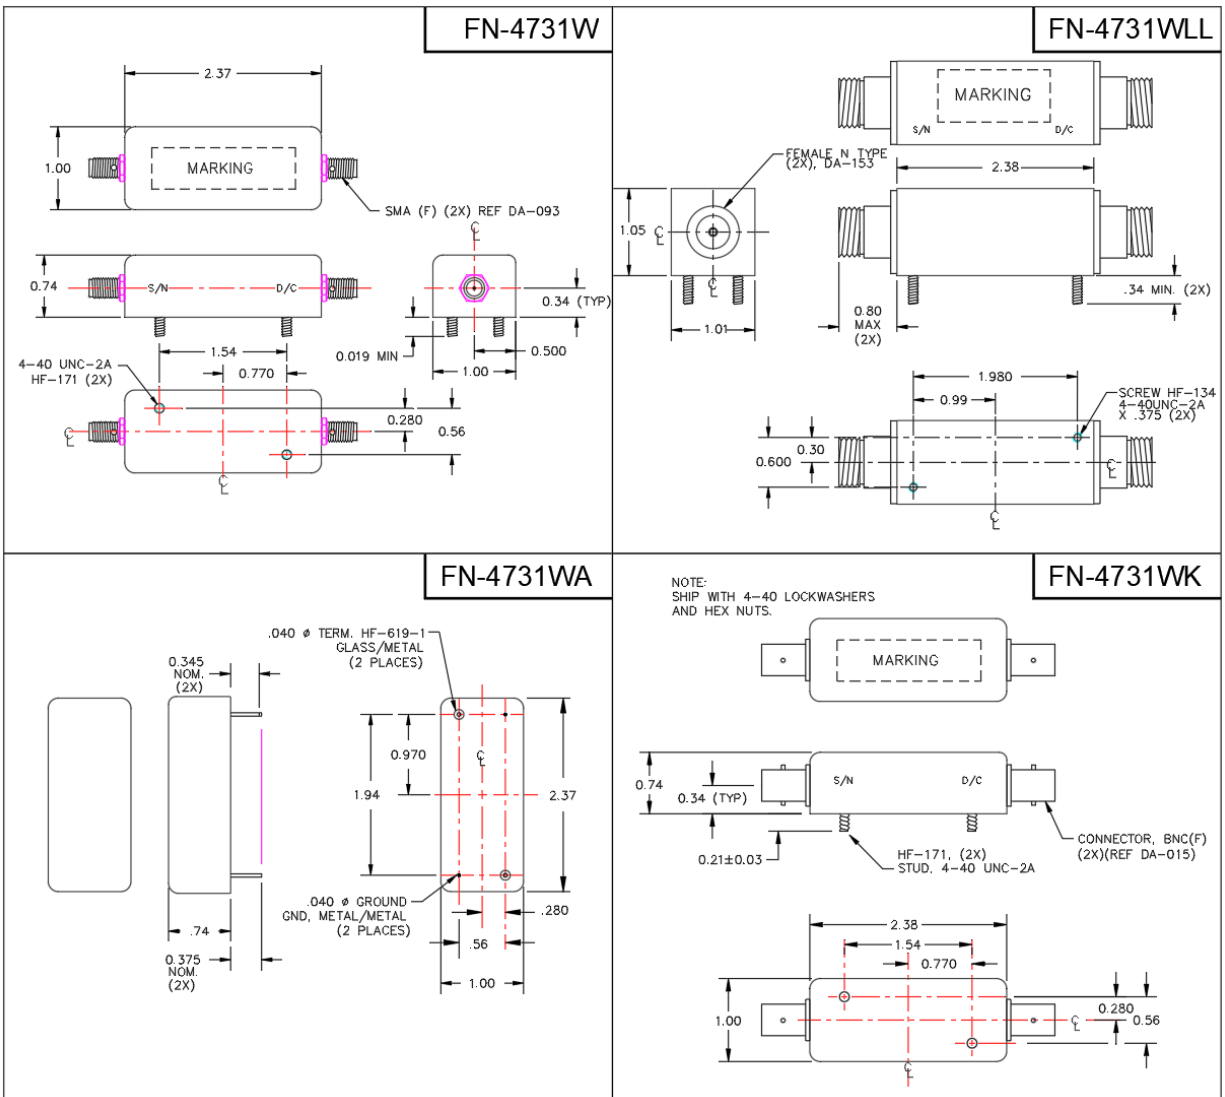 FN-4731W
2.37
1.00
MARKING
SMA (F) (2X) REF DA-093
℄
0.74
S/N
D/C
0.34 (TYP)
1.54
0.770
0.019 MIN
0.500
1.00
4-40 UNC-2A
HF-171 (2X)
0.280
0.56
℄
℄
FN-4731WLL
MARKING
S/N
D/C
FEMALE N TYPE
(2X), DA-153
2.38
1.05
℄
℄
.34 MIN. (2X)
0.80
MAX
(2X)
1.01
1.980
0.99
SCREW HF-134
4-40UNC-2A
X .375 (2X)
0.30
0.600
℄
℄
FN-4731WA
.040 ø TERM. HF-619-1
GLASS/METAL
(2 PLACES)
0.345
NOM.
(2X)
0.970
℄
1.94
2.37
.040 ø GROUND
GND, METAL/METAL
(2 PLACES)
.280
.74
.56
0.375
NOM.
(2X)
1.00
FN-4731WK
NOTE:
SHIP WITH 4-40 LOCKWASHERS
AND HEX NUTS.
MARKING
0.74
S/N
D/C
0.34 (TYP)
0.21±0.03
HF-171, (2X)
STUD, 4-40 UNC-2A
CONNECTOR, BNC(F)
(2X)(REF DA-015)
2.38
1.54
0.770
1.00
0.280
0.56
℄
℄